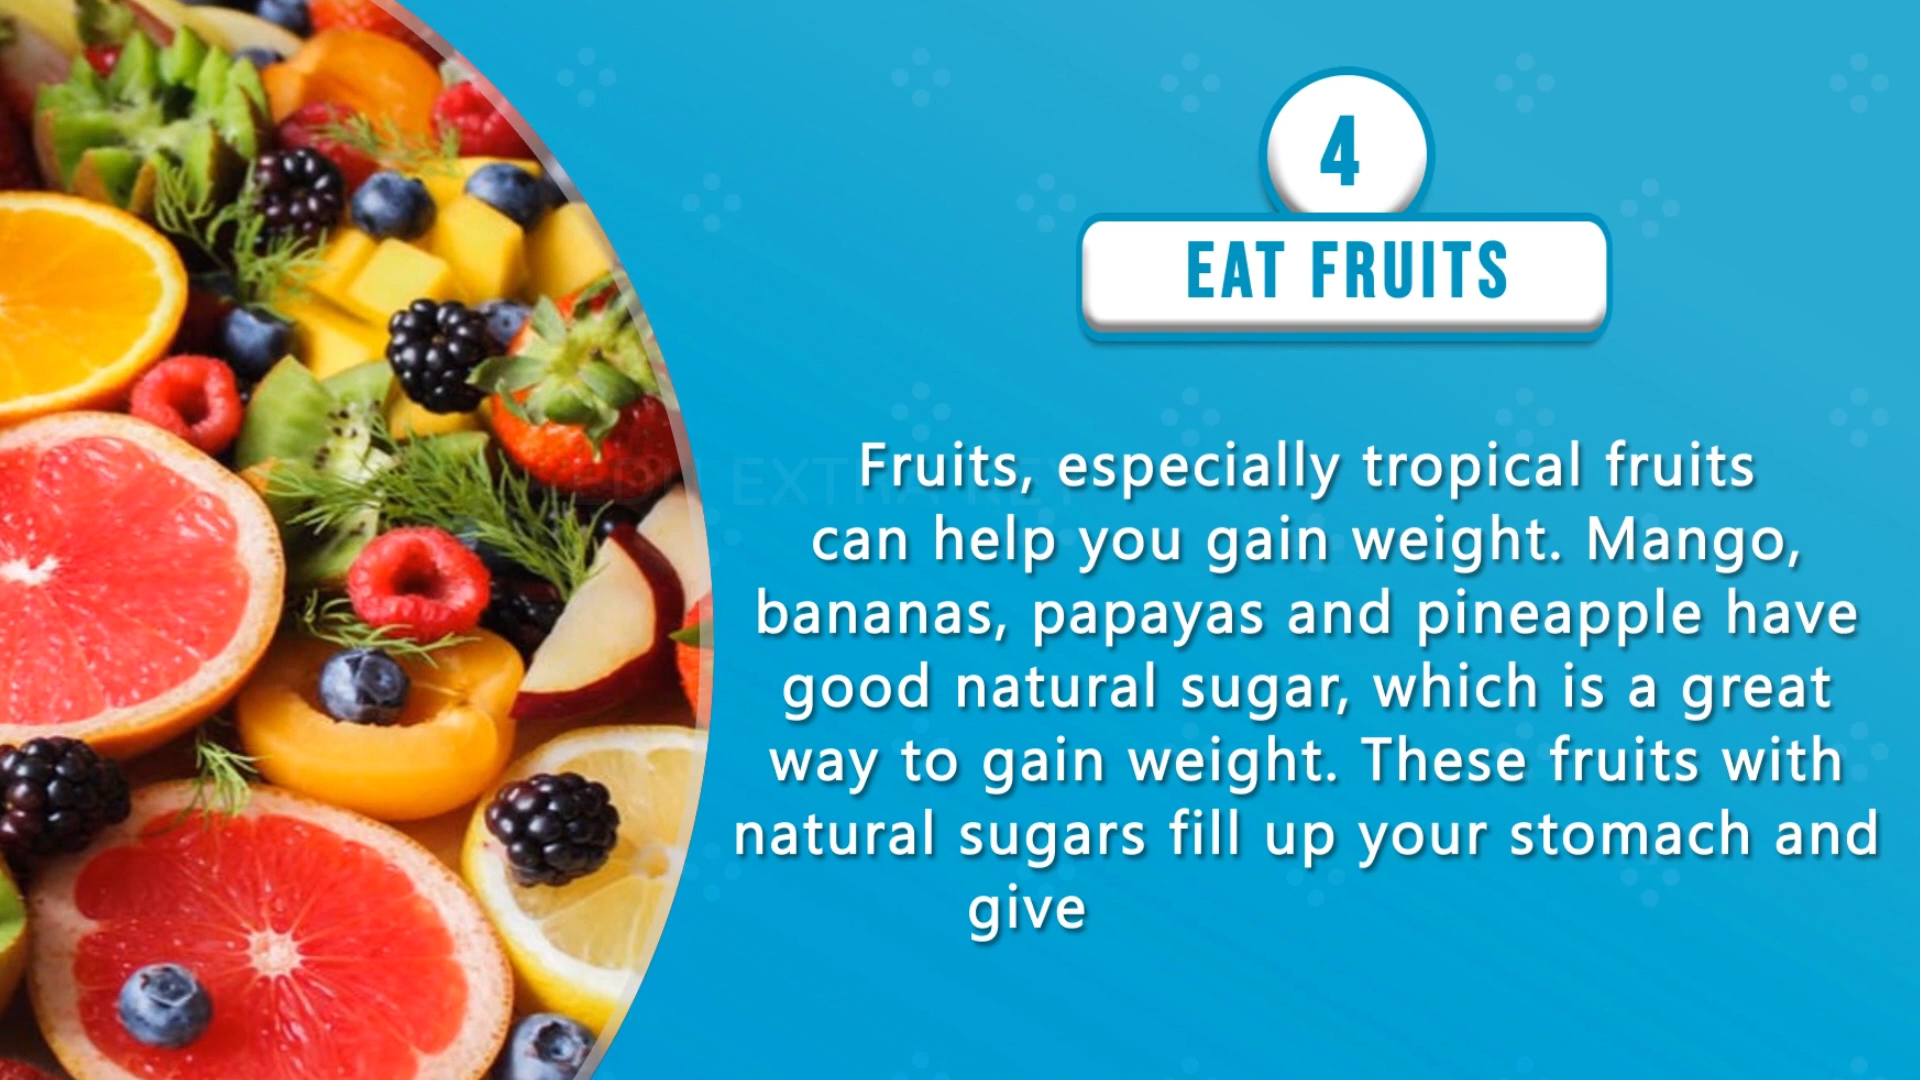 4
EAT FRUITS
Fruits, especially tropical fruits
can help you gain weight. Mango,
bananas, papayas and pineapple have
good natural sugar, which is a great
way to gain weight. These fruits with
natural sugars fill up your stomach and
give